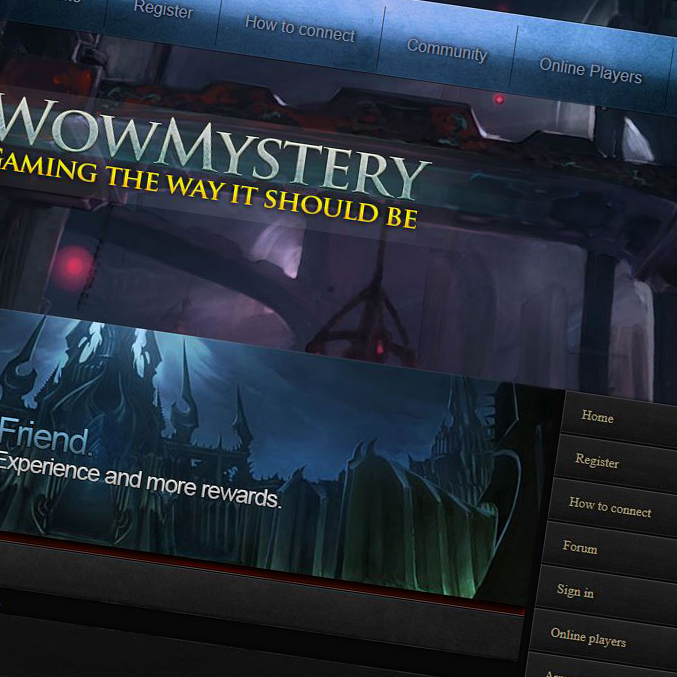 Register
How to connect
Community
Online Players
WOWMYSTERY
GAMING THE WAY IT SHOULD BE
Friend.
Experience and more rewards.
Home
Register
How to connect
Forum
Sign in
Online players